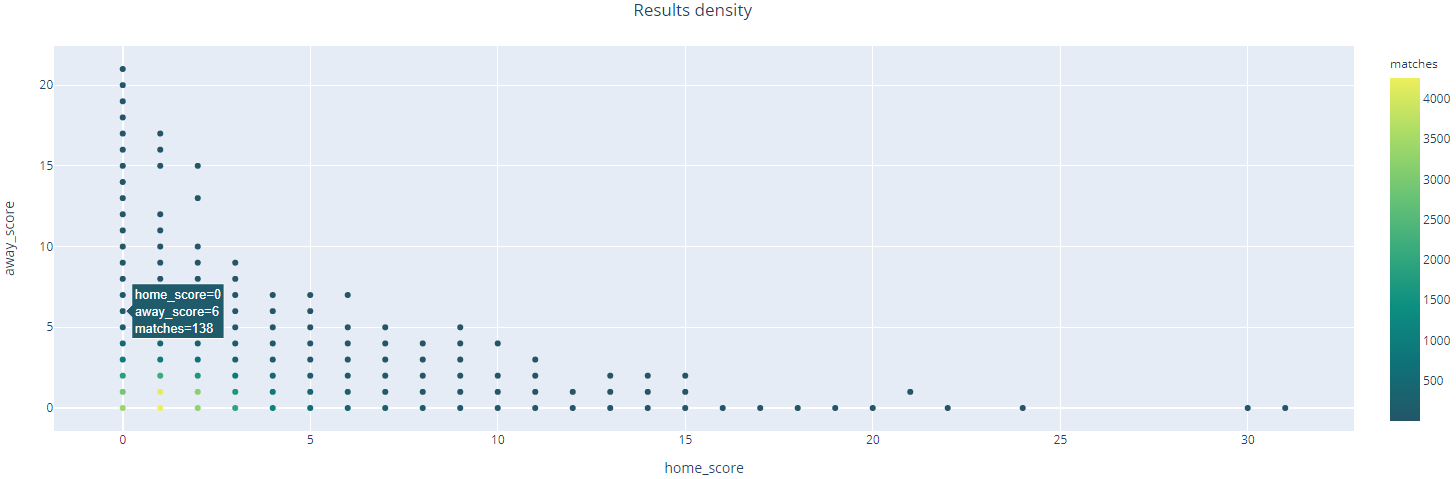 Results density
matches
away_score
20
15
10
5
0
home_score=0
away_score=6
matches=138
4000
3500
3000
2500
2000
1500
1000
500
0
5
10
15
20
25
30
home_score